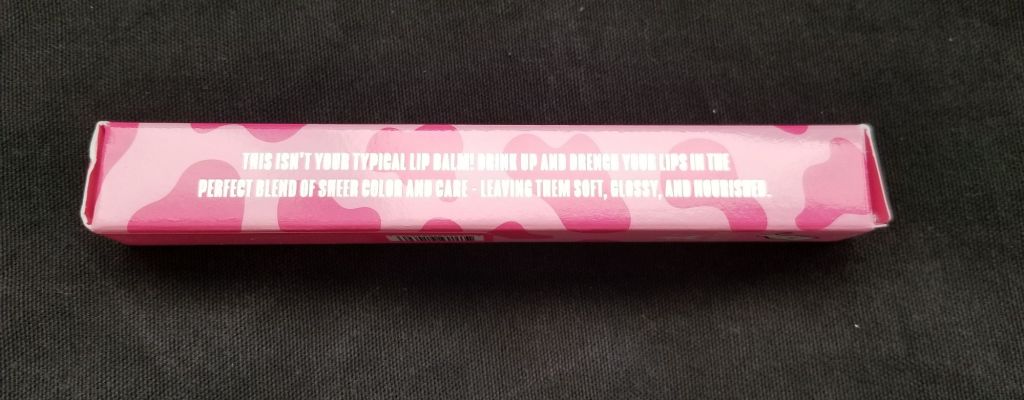 THIS ISN'T YOUR TYPICAL LIP BALM! DRINK UP AND DRENCH YOUR LIPS IN THE
PERFECT BLEND OF SHEER COLOR AND CARE - LEAVING THEM SOFT, GLOSSY, AND NOURISHED.